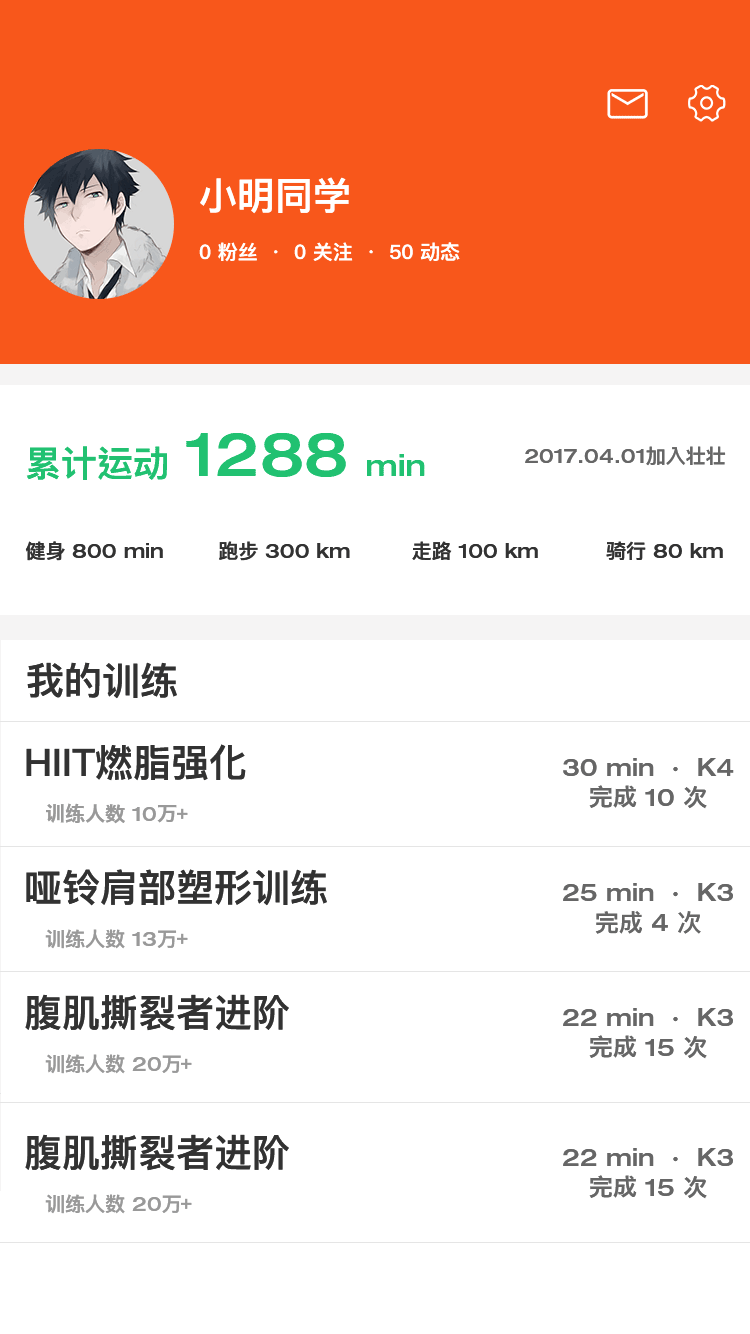 小明同学
0 粉丝 · 0 关注 · 50 动态
累计运动 1288 min 2017.04.01加入壮壮
健身 800 min 跑步 300 km 走路 100 km 骑行 80 km
我的训练
HIIT燃脂强化
30 min · K4
训练人数 10万+
完成 10 次
哑铃肩部塑形训练
25 min · K3
训练人数 13万+
完成 4 次
腹肌撕裂者进阶
22 min · K3
训练人数 20万+
完成 15 次
腹肌撕裂者进阶
22 min · K3
训练人数 20万+
完成 15 次